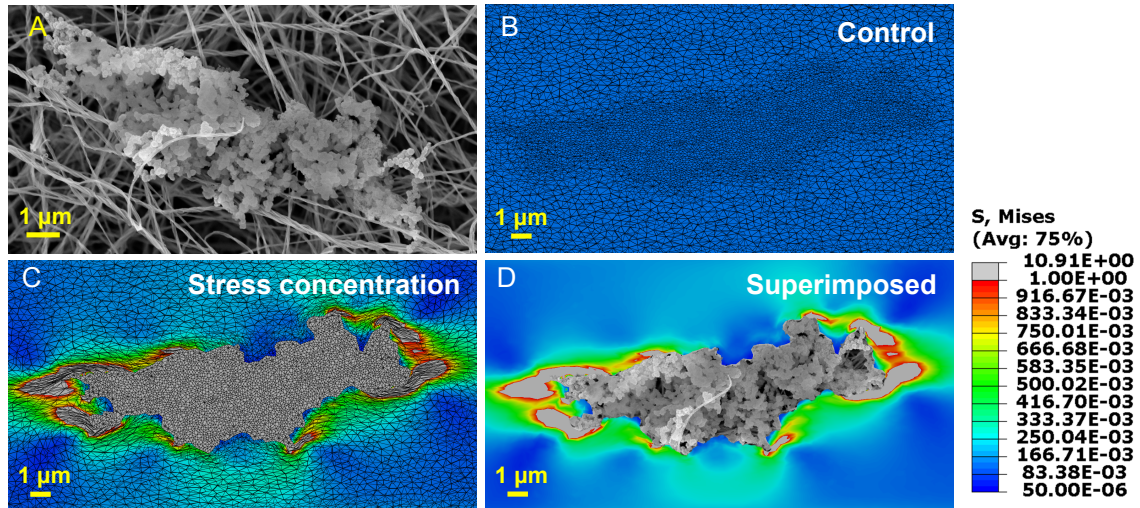 A
1 µm
B
Control
1 µm
C
Stress concentration
1 µm
D
Superimposed
1 µm
S, Mises
(Avg: 75%)
10.91E+00
1.00E+00
916.67E-03
833.34E-03
750.01E-03
666.68E-03
583.35E-03
500.02E-03
416.70E-03
333.37E-03
250.04E-03
166.71E-03
83.38E-03
50.00E-06